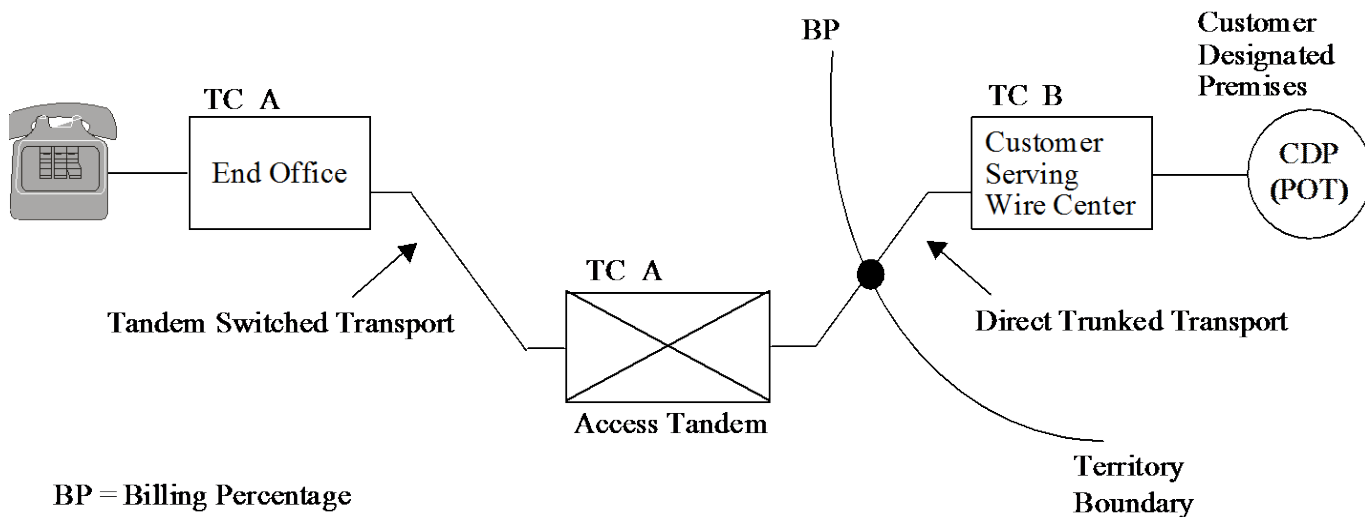 BP
Customer
Designated
Premises
TC A
TC B
End Office
Customer
Serving
Wire Center
CDP
(POT)
TC A
Tandem Switched Transport
Direct Trunked Transport
Access Tandem
Territory
Boundary
BP = Billing Percentage